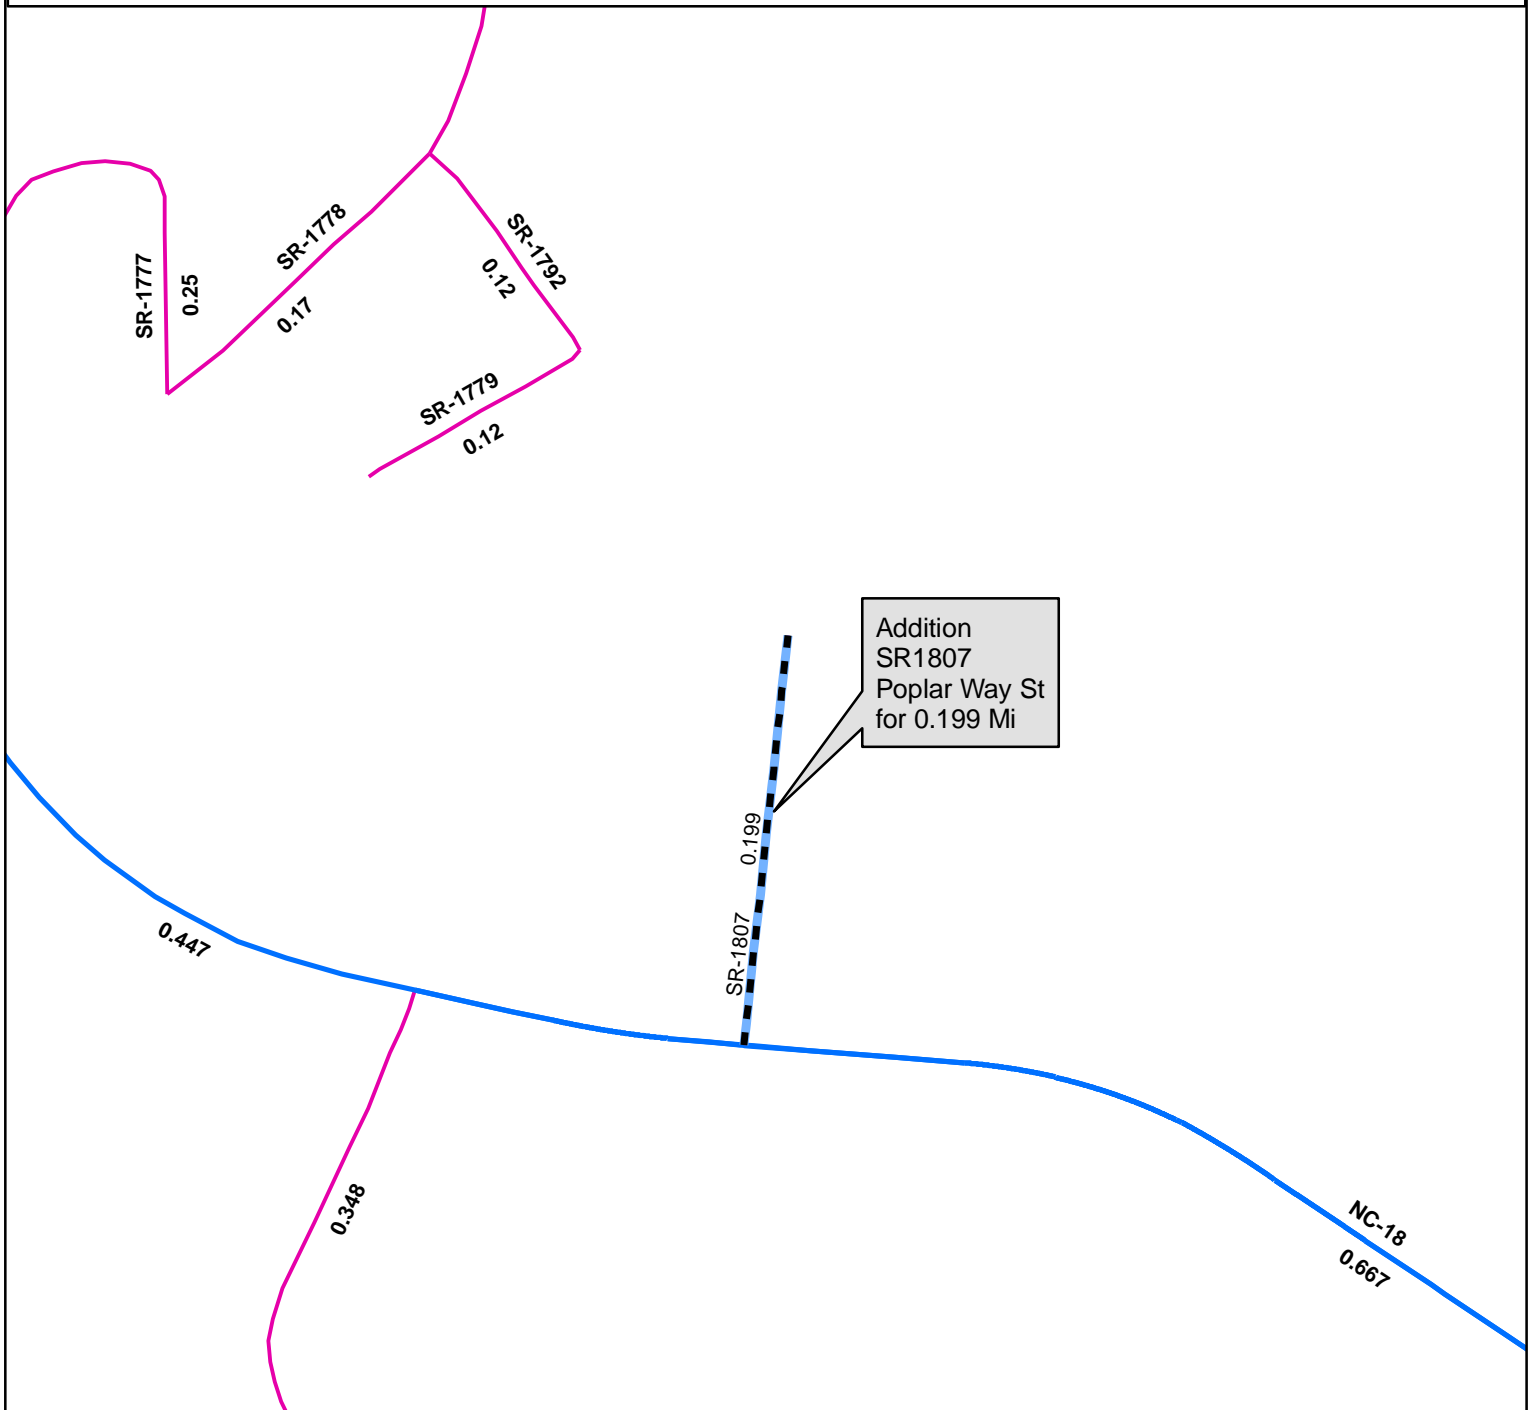 SR-1778
SR-1792
SR-1777
0.25
0.12
0.17
SR-1779
0.12
Addition
SR1807
Poplar Way St
for 0.199 Mi
0.199
SR-1807
0.447
0.348
NC-18
0.667